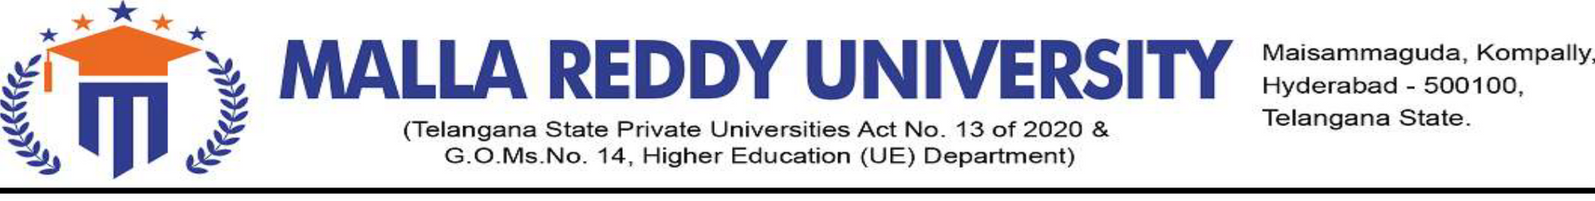 MALLA REDDY UNIVERSITY
(Telangana State Private Universities Act No. 13 of 2020 &
G.O.Ms.No. 14, Higher Education (UE) Department)
Maisammaguda, Kompally,
Hyderabad - 500100,
Telangana State.